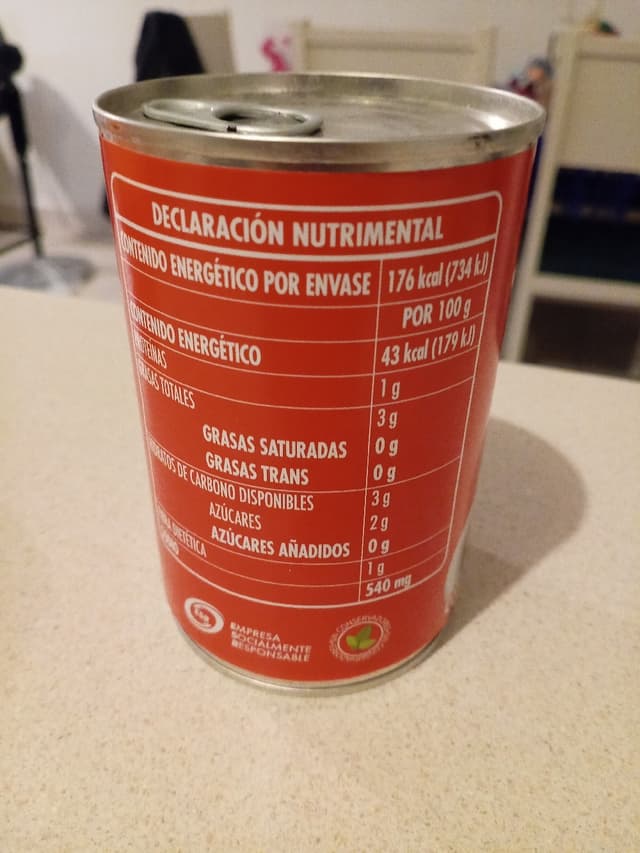 DECLARACIÓN NUTRIMENTAL
CONTENIDO ENERGÉTICO POR ENVASE 176 kcal (734 kJ)
POR 100 g
CONTENIDO ENERGÉTICO 43 kcal (179 kJ)
PROTEÍNAS 1 g
GRASAS TOTALES 3 g
GRASAS SATURADAS 0 g
GRASAS TRANS 0 g
HIDRATOS DE CARBONO DISPONIBLES 3 g
AZÚCARES 2 g
AZÚCARES AÑADIDOS 0 g
FIBRA DIETÉTICA 1 g
SODIO 540 mg
EMPRESA
SOCIALMENTE
RESPONSABLE